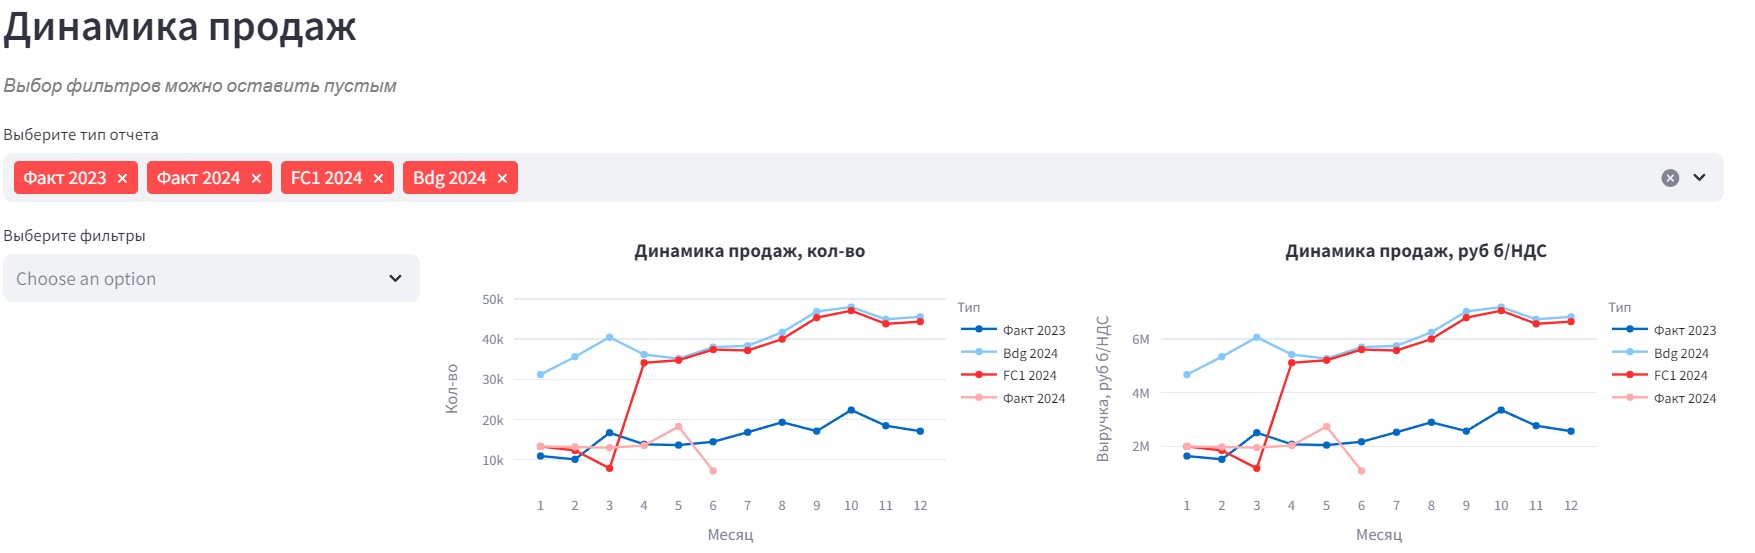 Динамика продаж
Выбор фильтров можно оставить пустым
Выберите тип отчета
Факт 2023 × Факт 2024 × FC1 2024 × Bdg 2024 ×
Выберите фильтры
Choose an option
Динамика продаж, кол-во
Кол-во
50k
40k
30k
20k
10k
1 2 3 4 5 6 7 8 9 10 11 12
Месяц
Тип
Факт 2023
Bdg 2024
FC1 2024
Факт 2024
Динамика продаж, руб б/НДС
Выручка, руб б/НДС
6M
4M
2M
1 2 3 4 5 6 7 8 9 10 11 12
Месяц
Тип
Факт 2023
Bdg 2024
FC1 2024
Факт 2024